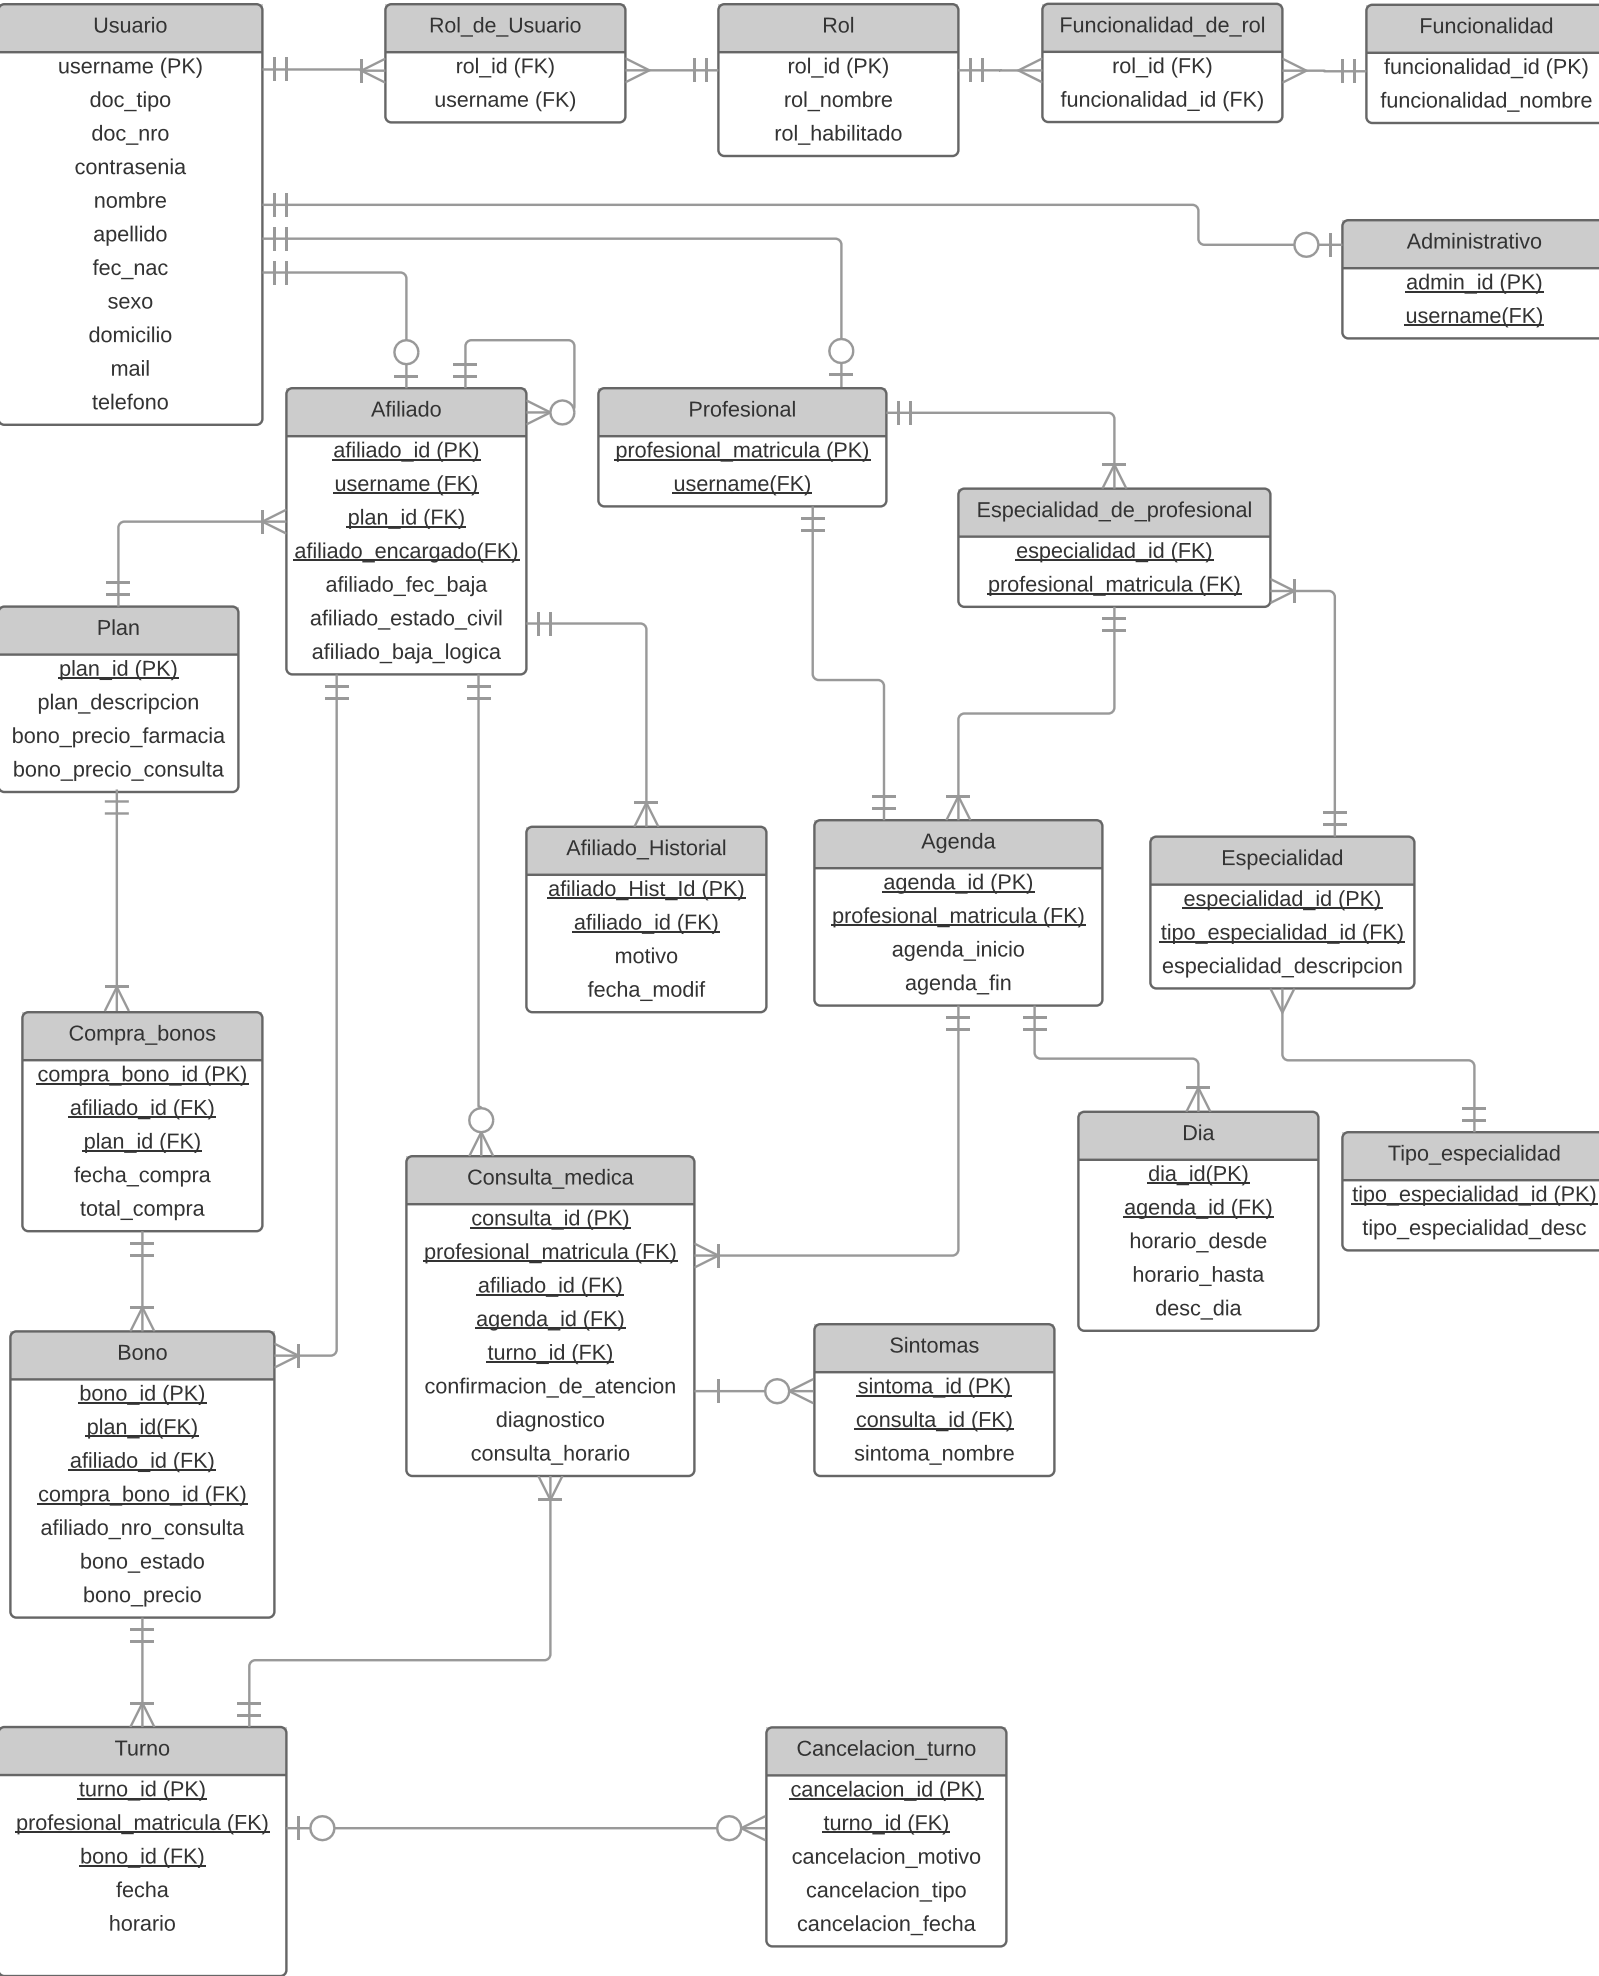 Usuario
username (PK)
doc_tipo
doc_nro
contrasenia
nombre
apellido
fec_nac
sexo
domicilio
mail
telefono
Rol_de_Usuario
rol_id (FK)
username (FK)
Rol
rol_id (PK)
rol_nombre
rol_habilitado
Funcionalidad_de_rol
rol_id (FK)
funcionalidad_id (FK)
Funcionalidad
funcionalidad_id (PK)
funcionalidad_nombre
Administrativo
admin_id (PK)
username(FK)
Afiliado
afiliado_id (PK)
username (FK)
plan_id (FK)
afiliado_encargado(FK)
afiliado_fec_baja
afiliado_estado_civil
afiliado_baja_logica
Profesional
profesional_matricula (PK)
username(FK)
Especialidad_de_profesional
especialidad_id (FK)
profesional_matricula (FK)
Plan
plan_id (PK)
plan_descripcion
bono_precio_farmacia
bono_precio_consulta
Afiliado_Historial
afiliado_Hist_Id (PK)
afiliado_id (FK)
motivo
fecha_modif
Agenda
agenda_id (PK)
profesional_matricula (FK)
agenda_inicio
agenda_fin
Especialidad
especialidad_id (PK)
tipo_especialidad_id (FK)
especialidad_descripcion
Compra_bonos
compra_bono_id (PK)
afiliado_id (FK)
plan_id (FK)
fecha_compra
total_compra
Consulta_medica
consulta_id (PK)
profesional_matricula (FK)
afiliado_id (FK)
agenda_id (FK)
turno_id (FK)
confirmacion_de_atencion
diagnostico
consulta_horario
Dia
dia_id(PK)
agenda_id (FK)
horario_desde
horario_hasta
desc_dia
Tipo_especialidad
tipo_especialidad_id (PK)
tipo_especialidad_desc
Bono
bono_id (PK)
plan_id(FK)
afiliado_id (FK)
compra_bono_id (FK)
afiliado_nro_consulta
bono_estado
bono_precio
Sintomas
sintoma_id (PK)
consulta_id (FK)
sintoma_nombre
Turno
turno_id (PK)
profesional_matricula (FK)
bono_id (FK)
fecha
horario
Cancelacion_turno
cancelacion_id (PK)
turno_id (FK)
cancelacion_motivo
cancelacion_tipo
cancelacion_fecha